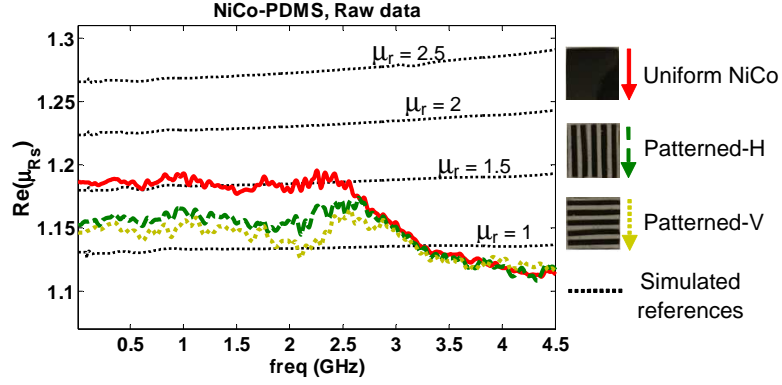 NiCo-PDMS, Raw data
1.3
1.25
1.2
1.15
1.1
Re(μRs)
μr = 2.5
μr = 2
μr = 1.5
μr = 1
0.5 1 1.5 2 2.5 3 3.5 4 4.5
freq (GHz)
Uniform NiCo
Patterned-H
Patterned-V
Simulated
references